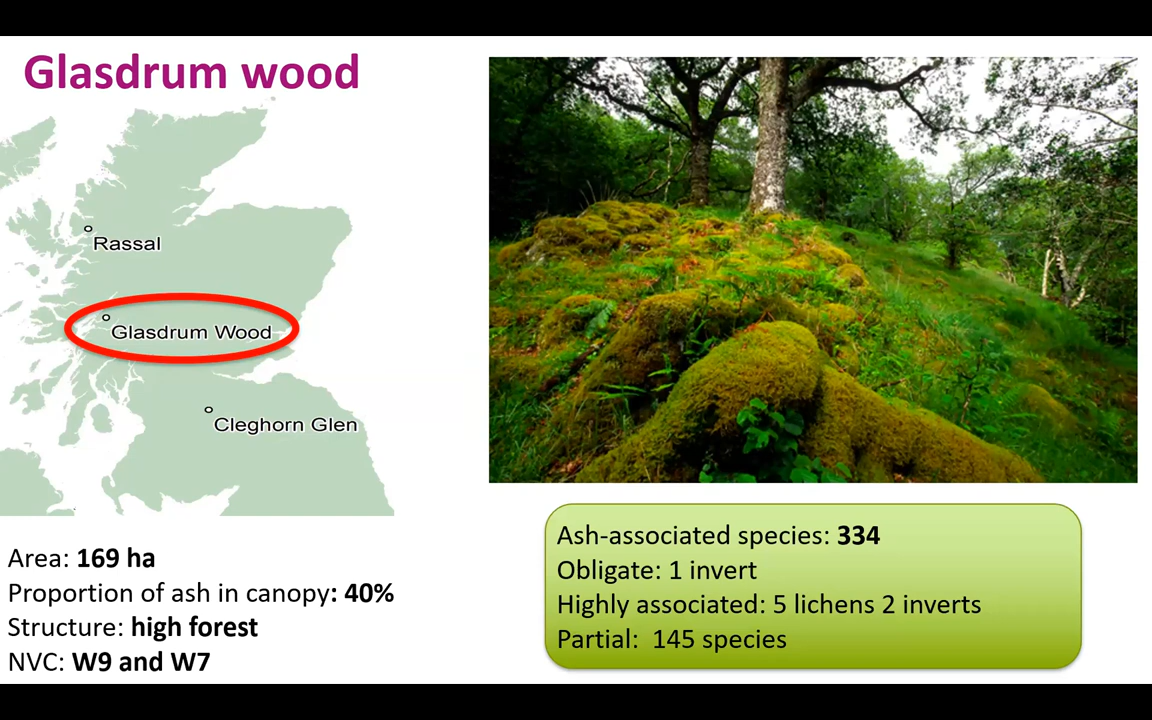 Glasdrum wood
Rassal
Glasdrum Wood
Cleghorn Glen
Area: 169 ha
Proportion of ash in canopy: 40%
Structure: high forest
NVC: W9 and W7
Ash-associated species: 334
Obligate: 1 invert
Highly associated: 5 lichens 2 inverts
Partial: 145 species